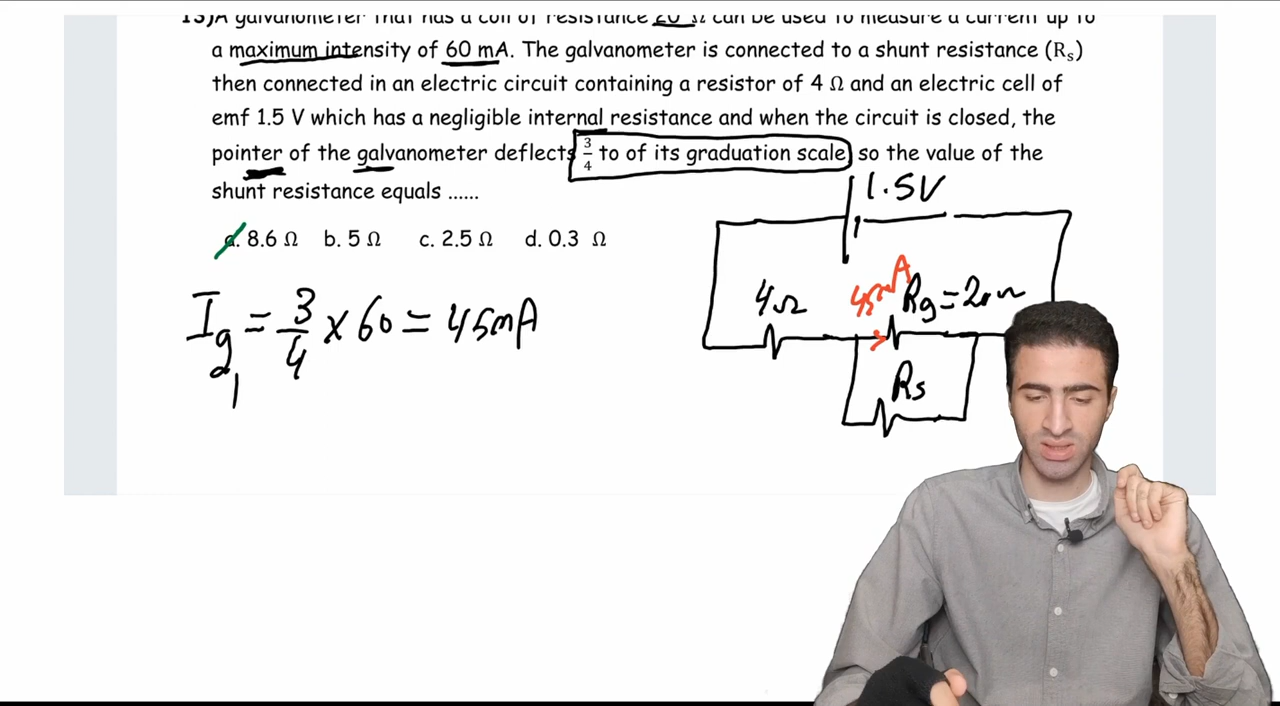 13)A galvanometer that has a coil of resistance 20 Ω can be used to measure a current up to
a maximum intensity of 60 mA. The galvanometer is connected to a shunt resistance (Rₛ)
then connected in an electric circuit containing a resistor of 4 Ω and an electric cell of
emf 1.5 V which has a negligible internal resistance and when the circuit is closed, the
pointer of the galvanometer deflects 3/4 to of its graduation scale, so the value of the
shunt resistance equals ......
1.5V
a. 8.6 Ω b. 5 Ω c. 2.5 Ω d. 0.3 Ω
4Ω 45mA Rg=20Ω
Ig = 3/4 × 60 = 45mA
Rs